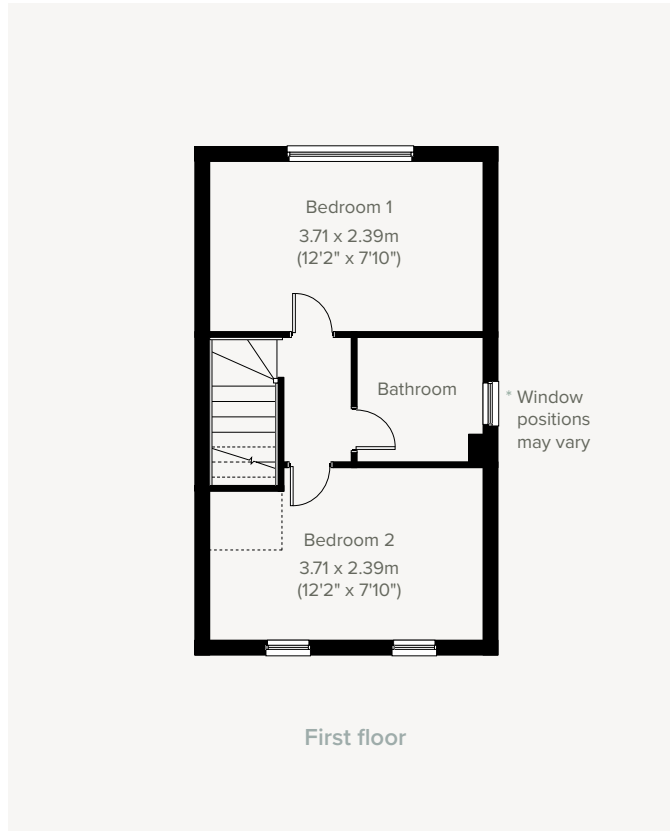 Bedroom 1
3.71 x 2.39m
(12'2" x 7'10")
Bathroom
* Window
positions
may vary
Bedroom 2
3.71 x 2.39m
(12'2" x 7'10")
First floor